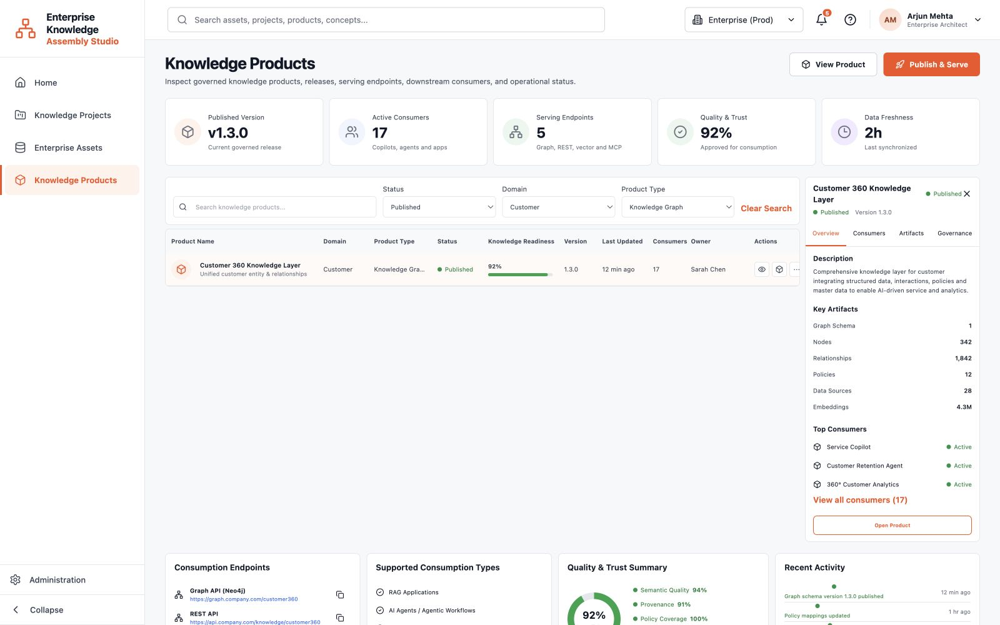 Enterprise
Knowledge
Assembly Studio
Search assets, projects, products, concepts...
Enterprise (Prod)
5
AM
Arjun Mehta
Enterprise Architect
Home
Knowledge Projects
Enterprise Assets
Knowledge Products
Administration
Collapse
Knowledge Products
Inspect governed knowledge products, releases, serving endpoints, downstream consumers, and operational status.
View Product
Publish & Serve
Published Version
v1.3.0
Current governed release
Active Consumers
17
Copilots, agents and apps
Serving Endpoints
5
Graph, REST, vector and MCP
Quality & Trust
92%
Approved for consumption
Data Freshness
2h
Last synchronized
Search knowledge products...
Status
Published
Domain
Customer
Product Type
Knowledge Graph
Clear Search
Product Name Domain Product Type Status Knowledge Readiness Version Last Updated Consumers Owner Actions
Customer 360 Knowledge Layer
Unified customer entity & relationships
Customer
Knowledge Gra...
Published
92%
1.3.0
12 min ago
17
Sarah Chen
Customer 360 Knowledge
Layer
Published
Published Version 1.3.0
Overview Consumers Artifacts Governance
Description
Comprehensive knowledge layer for customer
integrating structured data, interactions, policies and
master data to enable AI-driven service and analytics.
Key Artifacts
Graph Schema 1
Nodes 342
Relationships 1,842
Policies 12
Data Sources 28
Embeddings 4.3M
Top Consumers
Service Copilot Active
Customer Retention Agent Active
360° Customer Analytics Active
View all consumers (17)
Open Product
Consumption Endpoints
Graph API (Neo4j)
https://graph.company.com/customer360
REST API
https://api.company.com/knowledge/customer360
Supported Consumption Types
RAG Applications
AI Agents / Agentic Workflows
Quality & Trust Summary
92%
Semantic Quality 94%
Provenance 91%
Policy Coverage 100%
Recent Activity
Graph schema version 1.3.0 published
12 min ago
Policy mappings updated
1 hr ago